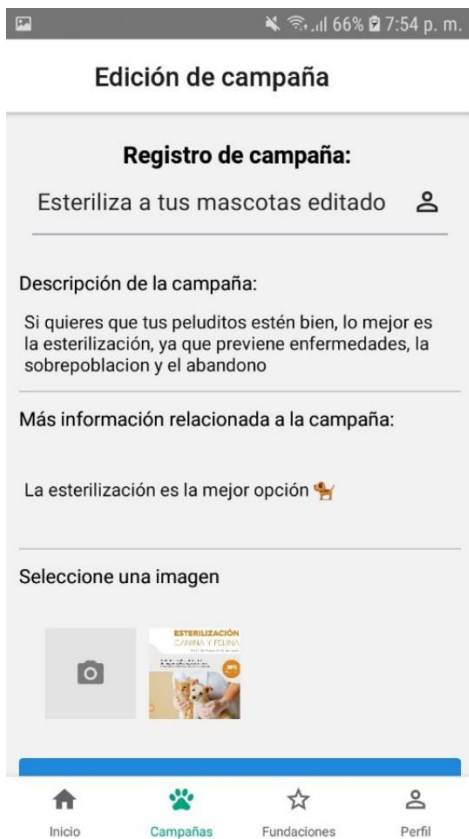 66% 7:54 p. m.
Edición de campaña
Registro de campaña:
Esteriliza a tus mascotas editado
Descripción de la campaña:
Si quieres que tus peluditos estén bien, lo mejor es
la esterilización, ya que previene enfermedades, la
sobrepoblacion y el abandono
Más información relacionada a la campaña:
La esterilización es la mejor opción 🐕
Seleccione una imagen
ESTERILIZACIÓN
CANINA Y FELINA
Inicio Campañas Fundaciones Perfil